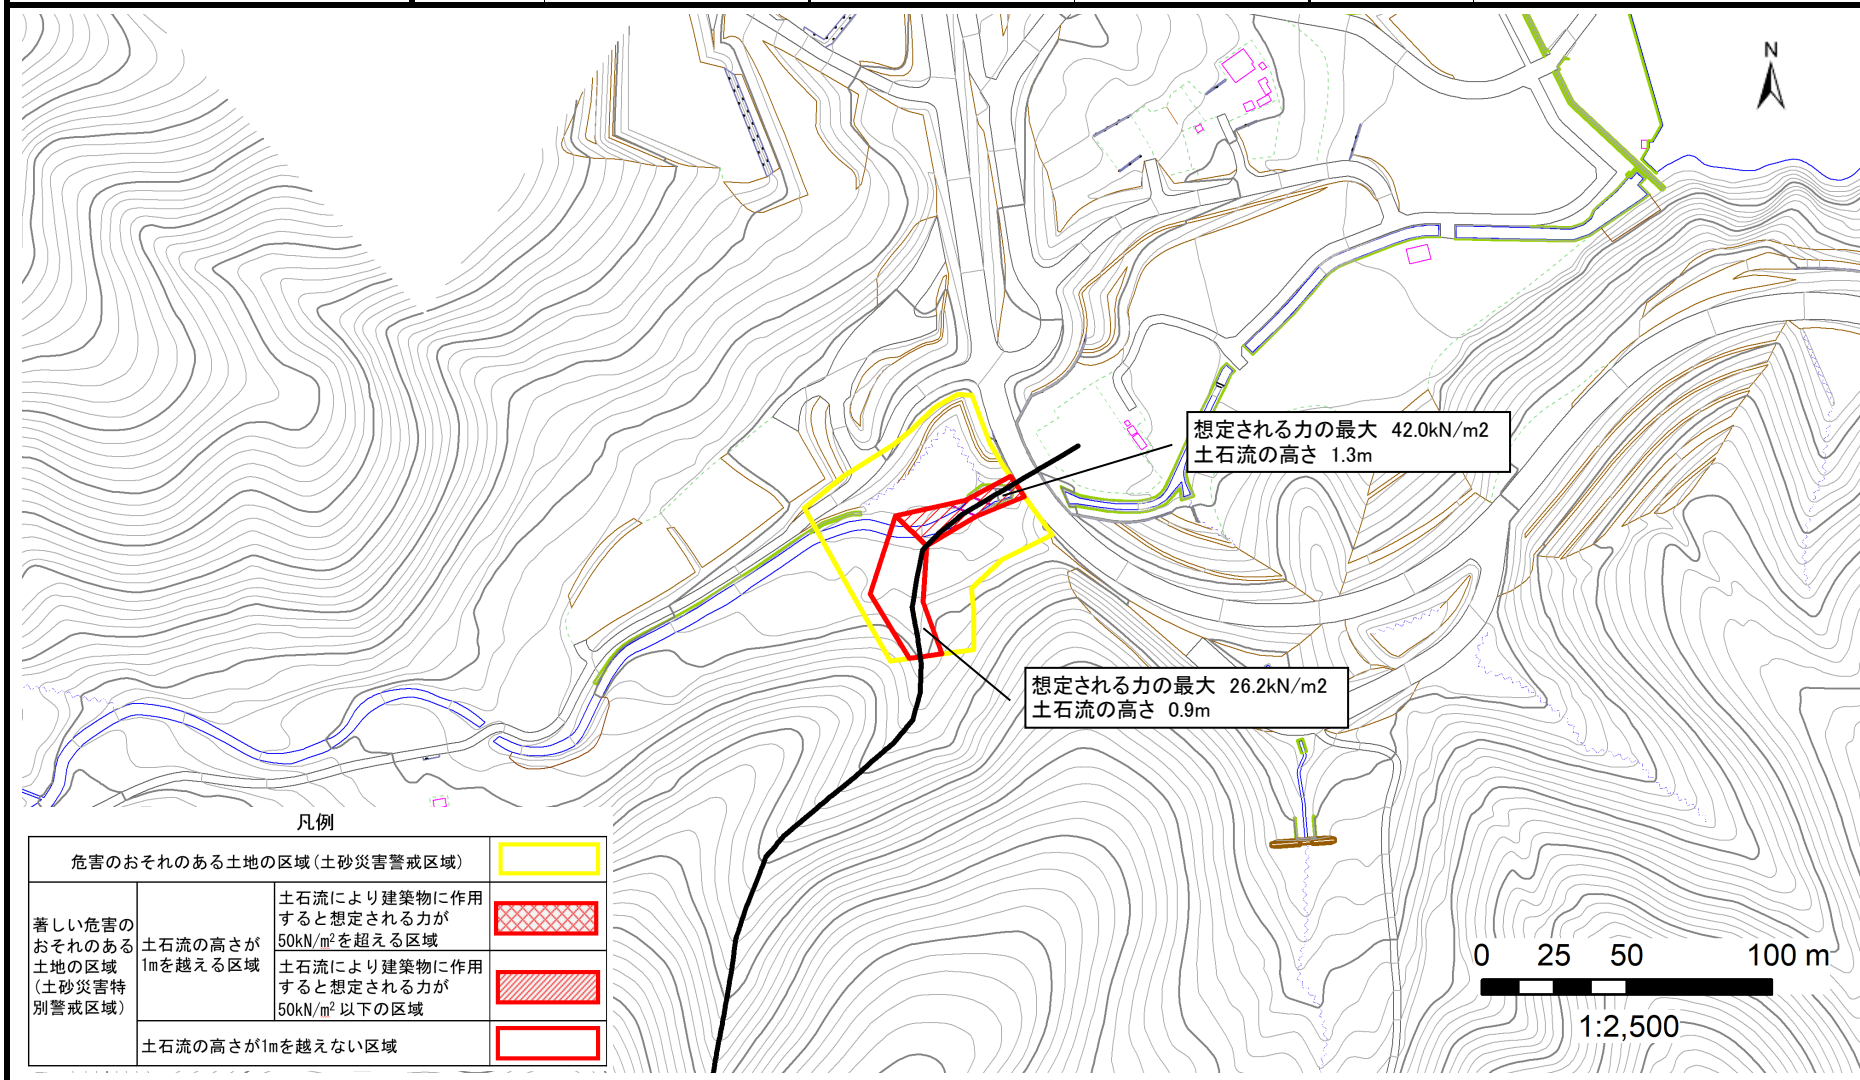 N
想定される力の最大 42.0kN/m2
土石流の高さ 1.3m
想定される力の最大 26.2kN/m2
土石流の高さ 0.9m
凡例
危害のおそれのある土地の区域(土砂災害警戒区域)
著しい危害の
おそれのある
土地の区域
(土砂災害特
別警戒区域)
土石流の高さが
1mを越える区域
土石流により建築物に作用
すると想定される力が
50kN/m²を超える区域
土石流により建築物に作用
すると想定される力が
50kN/m² 以下の区域
土石流の高さが1mを越えない区域
0 25 50 100 m
1:2,500